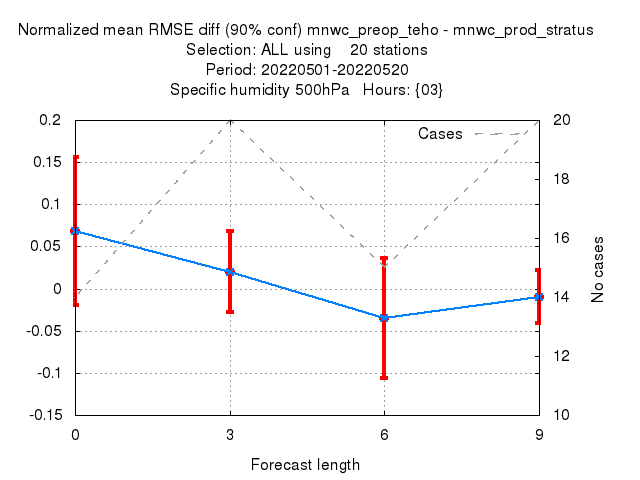 Normalized mean RMSE diff (90% conf) mnwc_preop_teho - mnwc_prod_stratus
Selection: ALL using    20 stations
Period: 20220501-20220520
Specific humidity 500hPa   Hours: {03}
Cases
0.2
0.15
0.1
0.05
0
-0.05
-0.1
-0.15
20
18
16
14
12
10
No cases
0 3 6 9
Forecast length